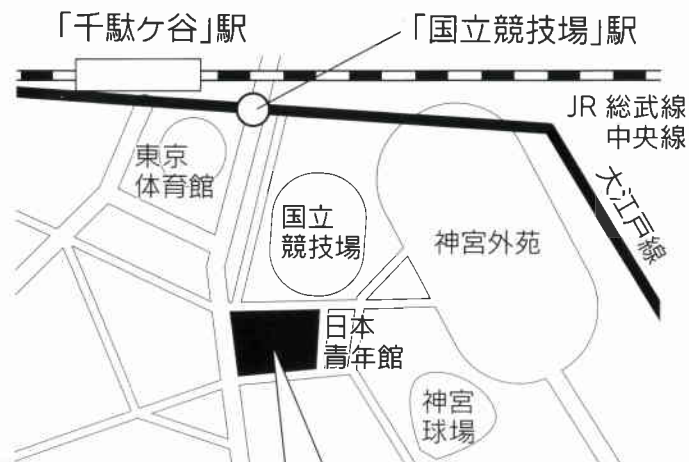 「千駄ケ谷」駅
「国立競技場」駅
JR 総武線
中央線
大江戸線
東京
体育館
国立
競技場
神宮外苑
日本
青年館
神宮
球場